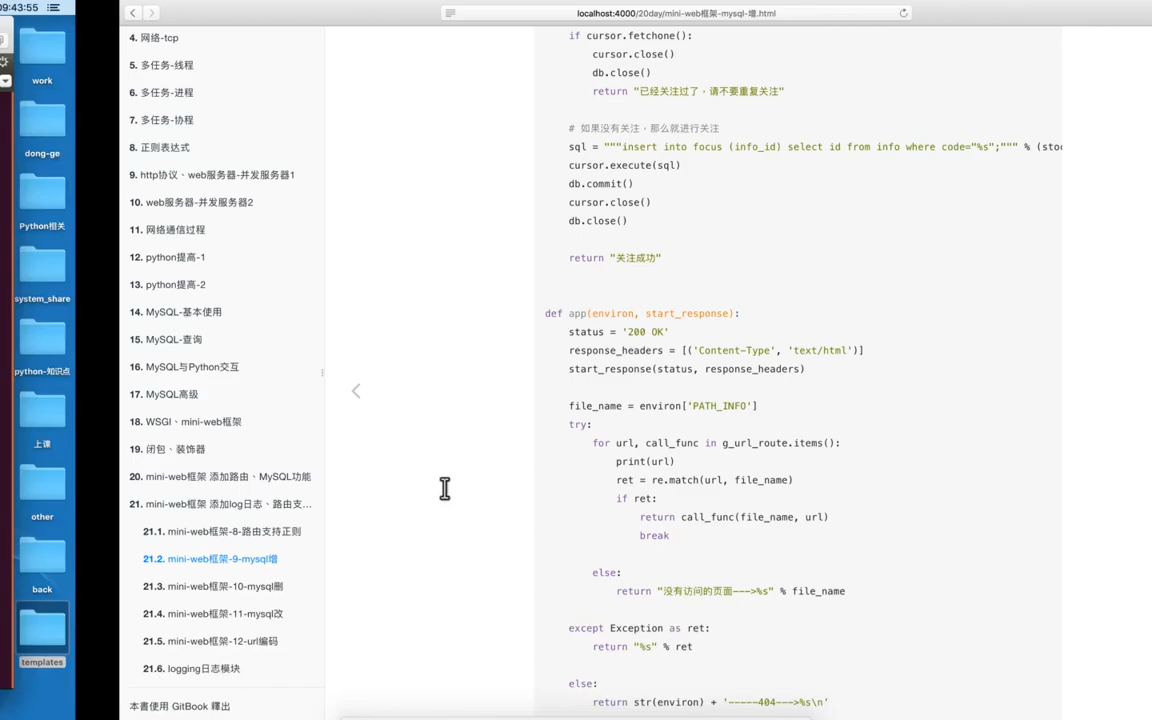 09:43:55
localhost:4000/20day/mini-web框架-mysql-增.html
work
dong-ge
Python相关
system_share
python-知识点
上课
other
back
templates
4. 网络-tcp
5. 多任务-线程
6. 多任务-进程
7. 多任务-协程
8. 正则表达式
9. http协议、web服务器-并发服务器1
10. web服务器-并发服务器2
11. 网络通信过程
12. python提高-1
13. python提高-2
14. MySQL-基本使用
15. MySQL-查询
16. MySQL与Python交互
17. MySQL高级
18. WSGI、mini-web框架
19. 闭包、装饰器
20. mini-web框架 添加路由、MySQL功能
21. mini-web框架 添加log日志、路由支...
21.1. mini-web框架-8-路由支持正则
21.2. mini-web框架-9-mysql增
21.3. mini-web框架-10-mysql删
21.4. mini-web框架-11-mysql改
21.5. mini-web框架-12-url编码
21.6. logging日志模块
本書使用 GitBook 釋出
if cursor.fetchone():
cursor.close()
db.close()
return "已经关注过了，请不要重复关注"
# 如果没有关注，那么就进行关注
sql = """insert into focus (info_id) select id from info where code="%s";""" % (stoc
cursor.execute(sql)
db.commit()
cursor.close()
db.close()
return "关注成功"
def app(environ, start_response):
status = '200 OK'
response_headers = [('Content-Type', 'text/html')]
start_response(status, response_headers)
file_name = environ['PATH_INFO']
try:
for url, call_func in g_url_route.items():
print(url)
ret = re.match(url, file_name)
if ret:
return call_func(file_name, url)
break
else:
return "没有访问的页面--->%s" % file_name
except Exception as ret:
return "%s" % ret
else:
return str(environ) + '-----404--->%s\n'